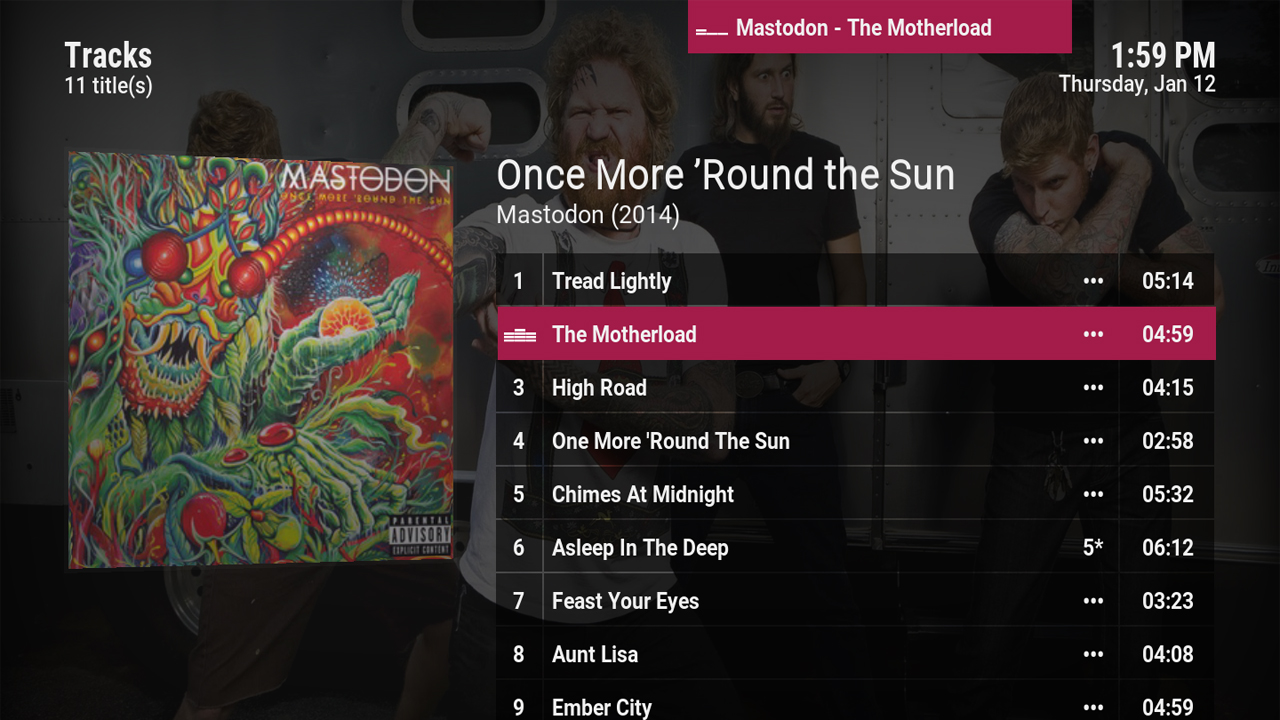 Mastodon - The Motherload
Tracks
11 title(s)
1:59 PM
Thursday, Jan 12
MASTODON
ONCE MORE 'ROUND THE SUN
PARENTAL
ADVISORY
EXPLICIT CONTENT
Once More ’Round the Sun
Mastodon (2014)
1 Tread Lightly ••• 05:14
The Motherload ••• 04:59
3 High Road ••• 04:15
4 One More 'Round The Sun ••• 02:58
5 Chimes At Midnight ••• 05:32
6 Asleep In The Deep 5* 06:12
7 Feast Your Eyes ••• 03:23
8 Aunt Lisa ••• 04:08
9 Ember City ••• 04:59